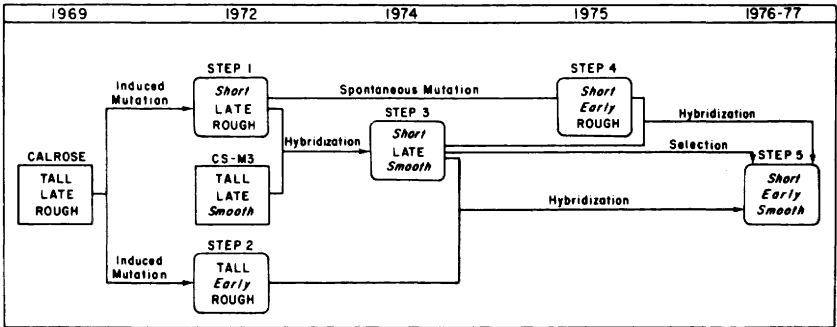 1969 1972 1974 1975 1976-77
STEP 1
Short
LATE
ROUGH
Induced
Mutation
Spontaneous Mutation
STEP 4
Short
Early
ROUGH
STEP 3
Short
LATE
Smooth
Hybridization
Hybridization
Selection
CALROSE
TALL
LATE
ROUGH
CS-M3
TALL
LATE
Smooth
STEP 5
Short
Early
Smooth
Hybridization
STEP 2
TALL
Early
ROUGH
Induced
Mutation